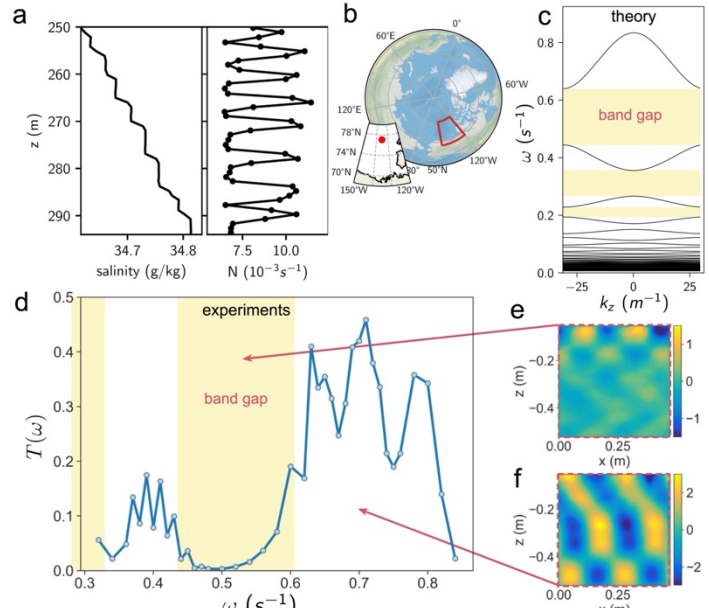 a
250
260
270
280
290
z (m)
34.7
34.8
salinity (g/kg)
7.5
10.0
N (10⁻³s⁻¹)
b
0°
60°E
60°W
120°E
78°N
74°N
70°N
150°W
120°W
50°N
120°W
c
theory
0.8
0.6
0.4
0.2
0.0
ω (s⁻¹)
band gap
−25
0
25
k_z (m⁻¹)
d
experiments
band gap
0.5
0.4
0.3
0.2
0.1
0.0
T(ω)
0.3
0.4
0.5
0.6
0.7
0.8
ω (s⁻¹)
e
−0.2
−0.4
z (m)
0.00
0.25
x (m)
1
0
−1
f
−0.2
−0.4
z (m)
0.00
0.25
x (m)
2
0
−2